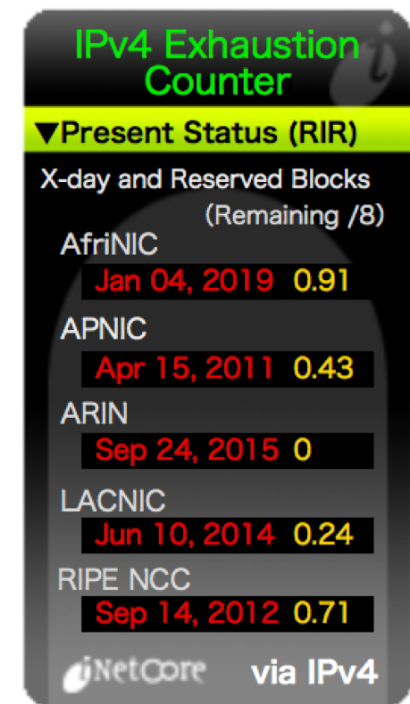 IPv4 Exhaustion
Counter
▼Present Status (RIR)
X-day and Reserved Blocks
(Remaining /8)
AfriNIC
Jan 04, 2019 0.91
APNIC
Apr 15, 2011 0.43
ARIN
Sep 24, 2015 0
LACNIC
Jun 10, 2014 0.24
RIPE NCC
Sep 14, 2012 0.71
iNetCore via IPv4